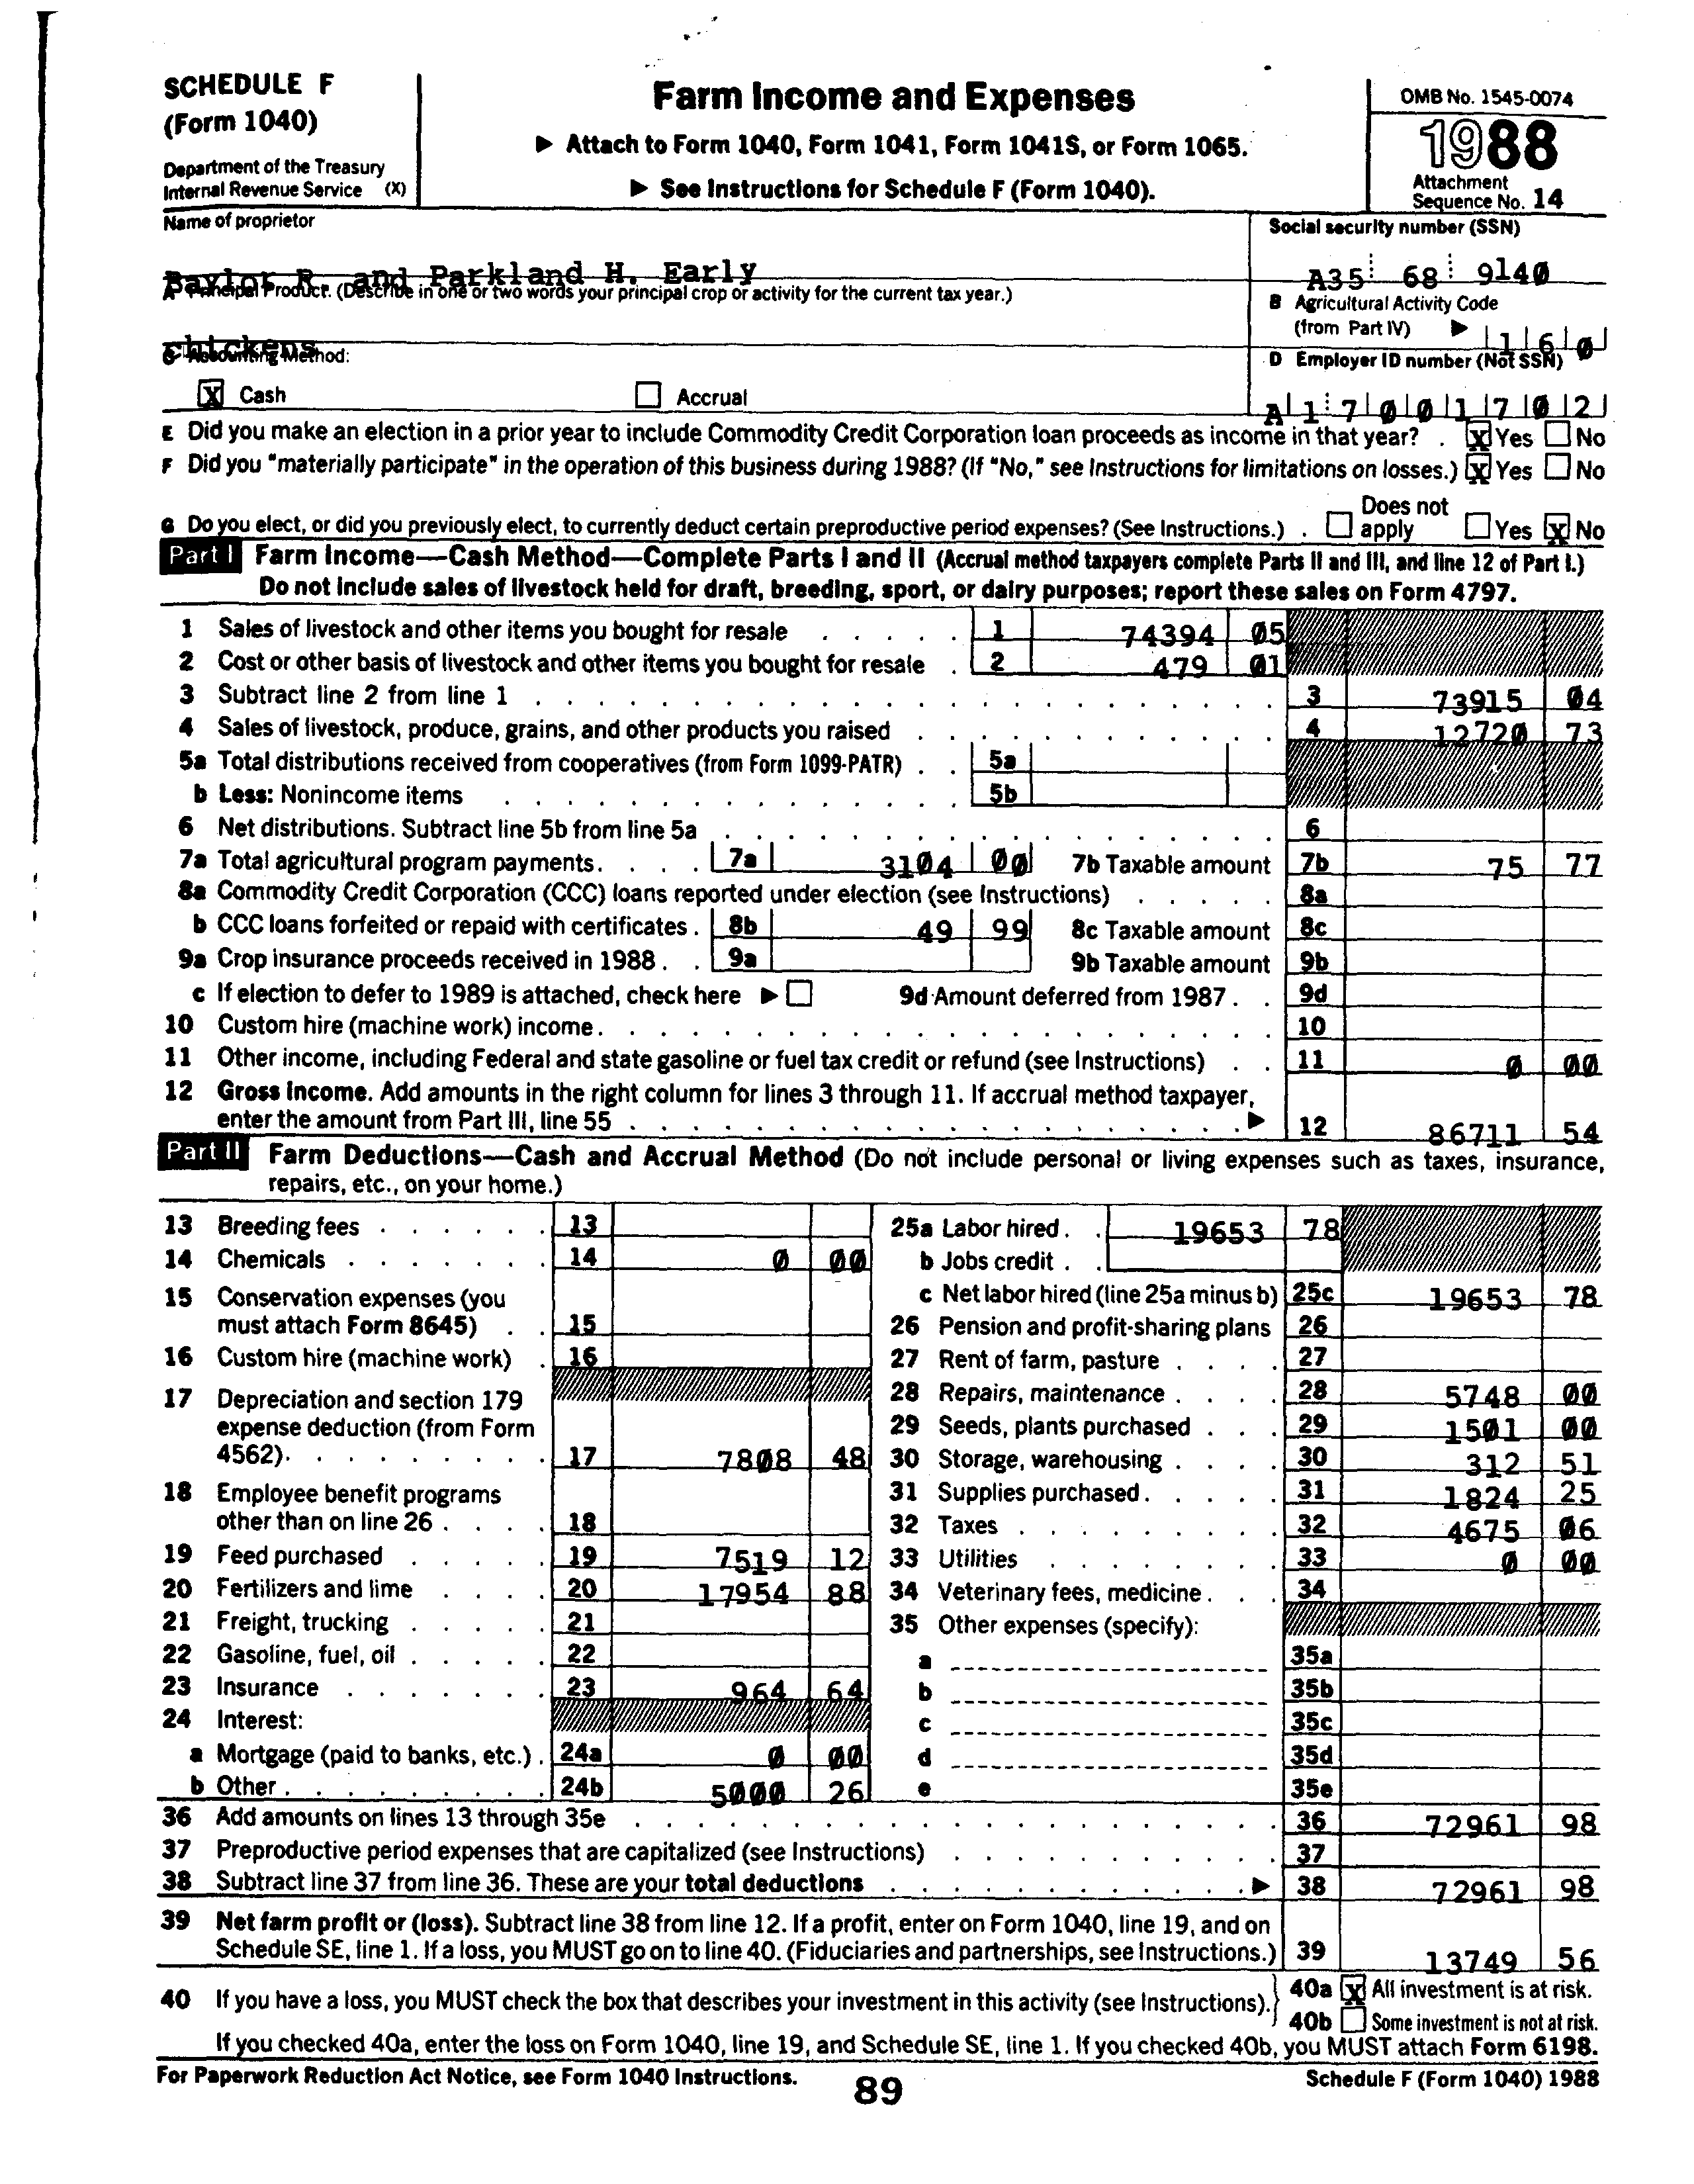 SCHEDULE F
(Form 1040)
Department of the Treasury
Internal Revenue Service (X)
Farm Income and Expenses
▶ Attach to Form 1040, Form 1041, Form 1041S, or Form 1065.
▶ See Instructions for Schedule F (Form 1040).
OMB No. 1545-0074
1988
Attachment
Sequence No. 14
Name of proprietor
Baylor R. and Parkland H. Early
Social security number (SSN)
A35 68 9140
A Principal Product. (Describe in one or two words your principal crop or activity for the current tax year.)
chickens
B Agricultural Activity Code
(from Part IV) ▶ 1 6 0
C Accounting Method:
X Cash Accrual
D Employer ID number (Not SSN)
A 1 7 0 0 1 7 0 2
E Did you make an election in a prior year to include Commodity Credit Corporation loan proceeds as income in that year? . X Yes No
F Did you "materially participate" in the operation of this business during 1988? (If "No," see Instructions for limitations on losses.) X Yes No
G Do you elect, or did you previously elect, to currently deduct certain preproductive period expenses? (See Instructions.) . Does not apply Yes X No
Part I Farm Income—Cash Method—Complete Parts I and II (Accrual method taxpayers complete Parts II and III, and line 12 of Part I.)
Do not include sales of livestock held for draft, breeding, sport, or dairy purposes; report these sales on Form 4797.
1 Sales of livestock and other items you bought for resale 1 74394 05
2 Cost or other basis of livestock and other items you bought for resale 2 479 01
3 Subtract line 2 from line 1 3 73915 04
4 Sales of livestock, produce, grains, and other products you raised 4 12720 73
5a Total distributions received from cooperatives (from Form 1099-PATR) 5a
b Less: Nonincome items 5b
6 Net distributions. Subtract line 5b from line 5a 6
7a Total agricultural program payments. 7a 3104 00 7b Taxable amount 7b 75 77
8a Commodity Credit Corporation (CCC) loans reported under election (see Instructions) 8a
b CCC loans forfeited or repaid with certificates . 8b 49 99 8c Taxable amount 8c
9a Crop insurance proceeds received in 1988 . 9a 9b Taxable amount 9b
c If election to defer to 1989 is attached, check here ▶ 9d Amount deferred from 1987 . 9d
10 Custom hire (machine work) income . 10
11 Other income, including Federal and state gasoline or fuel tax credit or refund (see Instructions) 11 0 00
12 Gross Income. Add amounts in the right column for lines 3 through 11. If accrual method taxpayer,
enter the amount from Part III, line 55 ▶ 12 86711 54
Part II Farm Deductions—Cash and Accrual Method (Do not include personal or living expenses such as taxes, insurance,
repairs, etc., on your home.)
13 Breeding fees 13
14 Chemicals 14 0 00
15 Conservation expenses (you
must attach Form 8645) 15
16 Custom hire (machine work) 16
17 Depreciation and section 179
expense deduction (from Form
4562). 17 7808 48
18 Employee benefit programs
other than on line 26 . 18
19 Feed purchased 19 7519 12
20 Fertilizers and lime 20 17954 88
21 Freight, trucking 21
22 Gasoline, fuel, oil 22
23 Insurance 23 964 64
24 Interest:
a Mortgage (paid to banks, etc.) . 24a 0 00
b Other . 24b 5000 26
25a Labor hired . 19653 78
b Jobs credit .
c Net labor hired (line 25a minus b) 25c 19653 78
26 Pension and profit-sharing plans 26
27 Rent of farm, pasture 27
28 Repairs, maintenance 28 5748 00
29 Seeds, plants purchased 29 1501 00
30 Storage, warehousing 30 312 51
31 Supplies purchased . 31 1824 25
32 Taxes 32 4675 06
33 Utilities 33 0 00
34 Veterinary fees, medicine . 34
35 Other expenses (specify):
a 35a
b 35b
c 35c
d 35d
e 35e
36 Add amounts on lines 13 through 35e 36 72961 98
37 Preproductive period expenses that are capitalized (see Instructions) 37
38 Subtract line 37 from line 36. These are your total deductions ▶ 38 72961 98
39 Net farm profit or (loss). Subtract line 38 from line 12. If a profit, enter on Form 1040, line 19, and on
Schedule SE, line 1. If a loss, you MUST go on to line 40. (Fiduciaries and partnerships, see Instructions.) 39 13749 56
40 If you have a loss, you MUST check the box that describes your investment in this activity (see Instructions). 40a X All investment is at risk.
40b Some investment is not at risk.
If you checked 40a, enter the loss on Form 1040, line 19, and Schedule SE, line 1. If you checked 40b, you MUST attach Form 6198.
For Paperwork Reduction Act Notice, see Form 1040 Instructions.
89
Schedule F (Form 1040) 1988